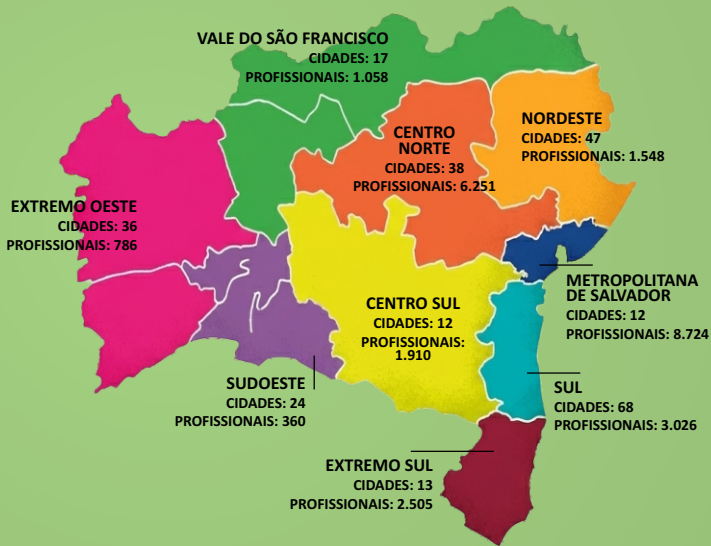 VALE DO SÃO FRANCISCO
CIDADES: 17
PROFISSIONAIS: 1.058
NORDESTE
CIDADES: 47
PROFISSIONAIS: 1.548
CENTRO
NORTE
CIDADES: 38
PROFISSIONAIS: 6.251
EXTREMO OESTE
CIDADES: 36
PROFISSIONAIS: 786
METROPOLITANA
DE SALVADOR
CIDADES: 12
PROFISSIONAIS: 8.724
CENTRO SUL
CIDADES: 12
PROFISSIONAIS:
1.910
SUDOESTE
CIDADES: 24
PROFISSIONAIS: 360
SUL
CIDADES: 68
PROFISSIONAIS: 3.026
EXTREMO SUL
CIDADES: 13
PROFISSIONAIS: 2.505